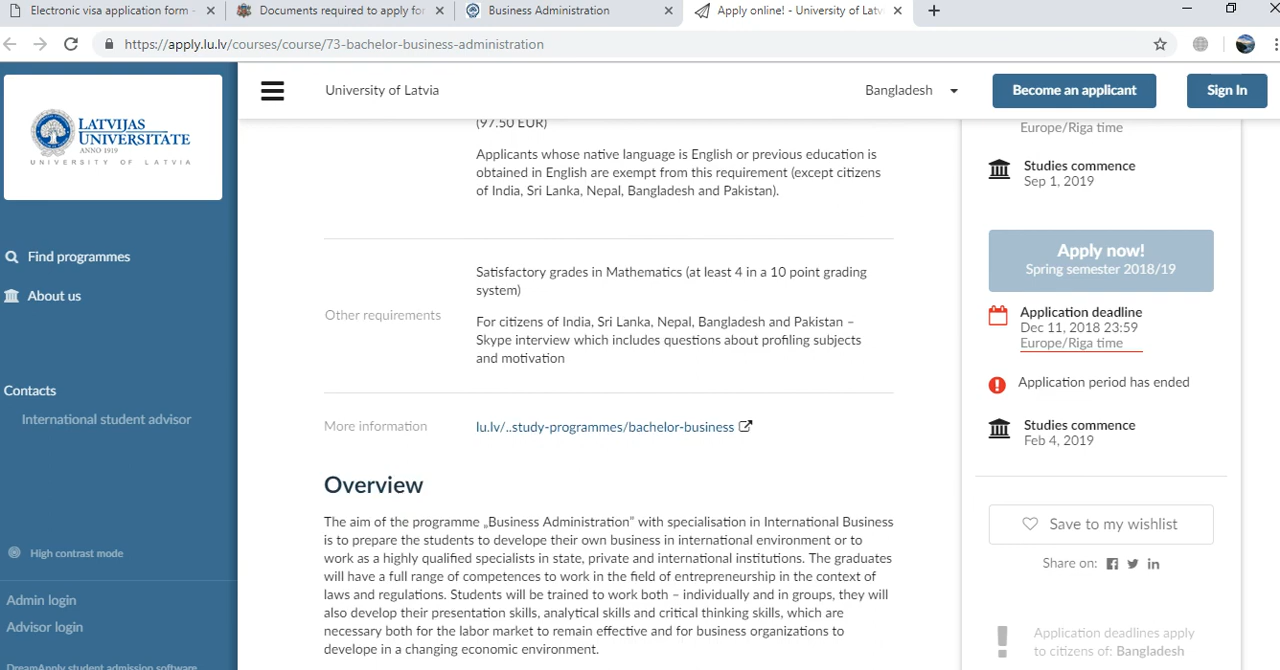 Electronic visa application form -
Documents required to apply for
Business Administration
Apply online! - University of Latv
https://apply.lu.lv/courses/course/73-bachelor-business-administration
LATVIJAS
UNIVERSITATE
ANNO 1919
UNIVERSITY OF LATVIA
Find programmes
About us
Contacts
International student advisor
High contrast mode
Admin login
Advisor login
DreamApply student admission software
University of Latvia
Bangladesh
Become an applicant
Sign In
(97.50 EUR)
Applicants whose native language is English or previous education is
obtained in English are exempt from this requirement (except citizens
of India, Sri Lanka, Nepal, Bangladesh and Pakistan).
Other requirements
Satisfactory grades in Mathematics (at least 4 in a 10 point grading
system)
For citizens of India, Sri Lanka, Nepal, Bangladesh and Pakistan –
Skype interview which includes questions about profiling subjects
and motivation
More information
lu.lv/..study-programmes/bachelor-business
Overview
The aim of the programme „Business Administration” with specialisation in International Business
is to prepare the students to develop their own business in international environment or to
work as a highly qualified specialists in state, private and international institutions. The graduates
will have a full range of competences to work in the field of entrepreneurship in the context of
laws and regulations. Students will be trained to work both – individually and in groups, they will
also develop their presentation skills, analytical skills and critical thinking skills, which are
necessary both for the labor market to remain effective and for business organizations to
develop in a changing economic environment.
Europe/Riga time
Studies commence
Sep 1, 2019
Apply now!
Spring semester 2018/19
Application deadline
Dec 11, 2018 23:59
Europe/Riga time
Application period has ended
Studies commence
Feb 4, 2019
Save to my wishlist
Share on:
Application deadlines apply
to citizens of: Bangladesh